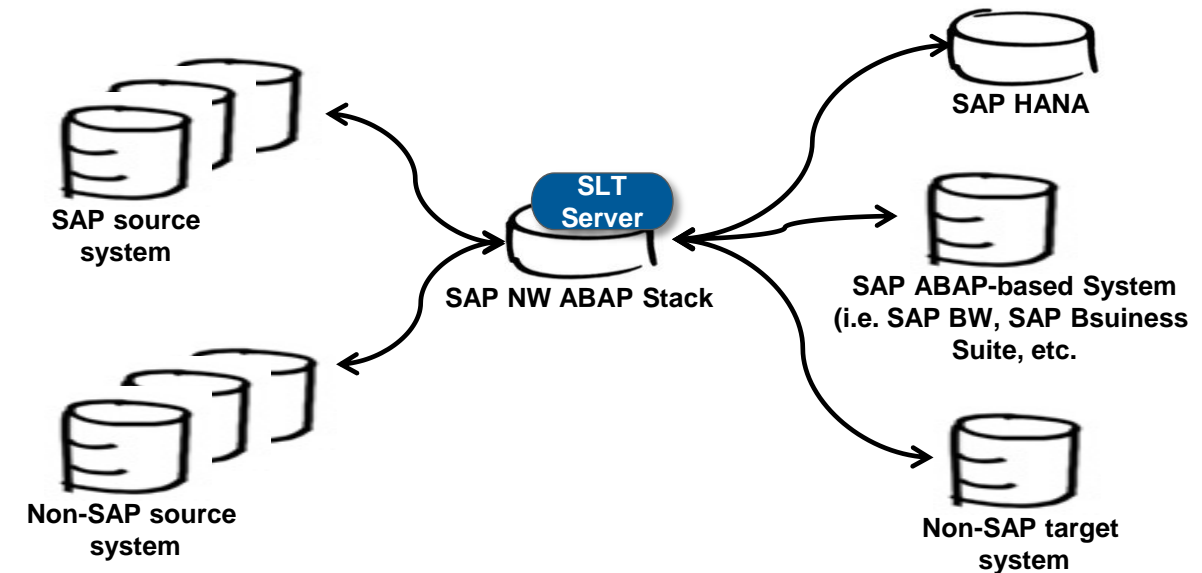 SAP source
system
Non-SAP source
system
SLT
Server
SAP NW ABAP Stack
SAP HANA
SAP ABAP-based System
(i.e. SAP BW, SAP Bsuiness
Suite, etc.
Non-SAP target
system